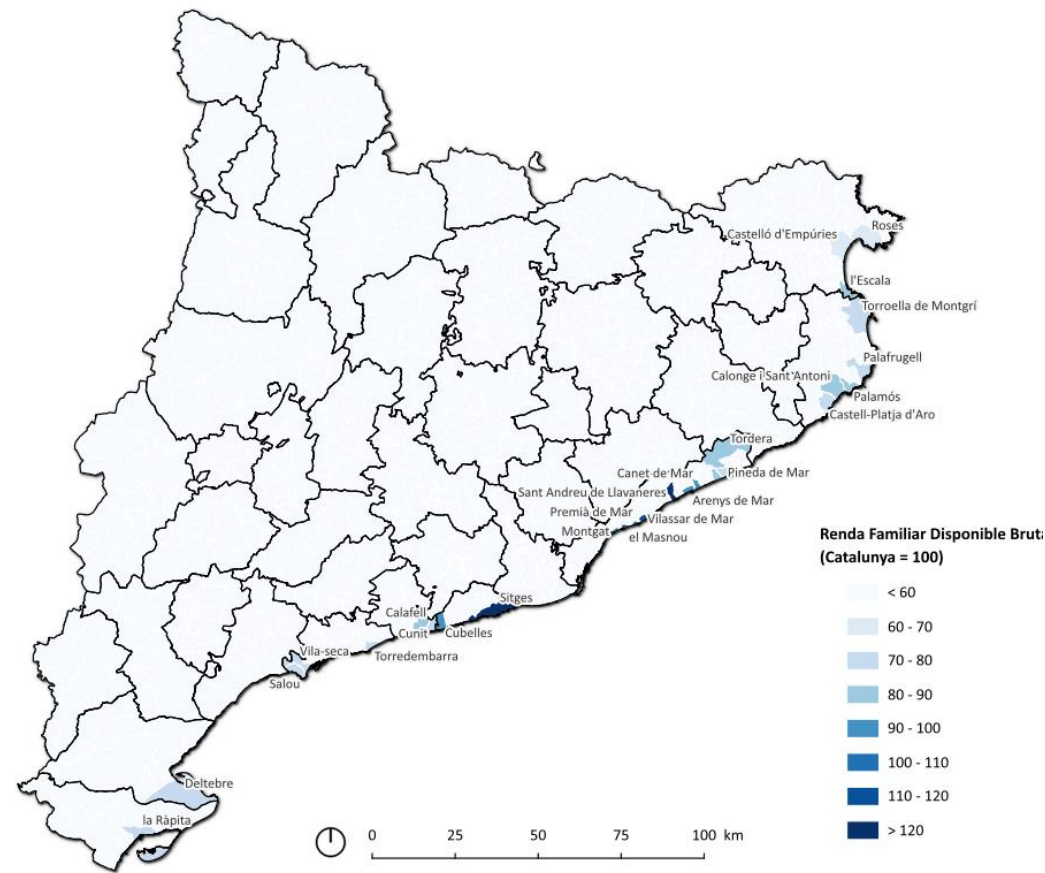 Castelló d'Empúries
Roses
l'Escala
Torroella de Montgrí
Palafrugell
Calonge i Sant Antoni
Palamós
Castell-Platja d'Aro
Tordera
Canet de Mar
Pineda de Mar
Sant Andreu de Llavaneres
Arenys de Mar
Premià de Mar
Vilassar de Mar
Montgat
el Masnou
Sitges
Calafell
Cunit
Cubelles
Vila-seca
Torredembarra
Salou
Deltebre
la Ràpita
Renda Familiar Disponible Bruta
(Catalunya = 100)
< 60
60 - 70
70 - 80
80 - 90
90 - 100
100 - 110
110 - 120
> 120
0 25 50 75 100 km